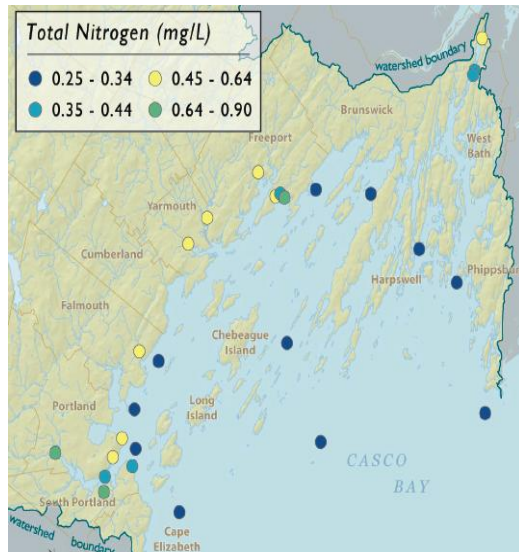 Total Nitrogen (mg/L)
0.25 - 0.34
0.45 - 0.64
0.35 - 0.44
0.64 - 0.90
watershed boundary
Brunswick
Freeport
West
Bath
Yarmouth
Cumberland
Harpswell
Phippsburg
Falmouth
Chebeague
Island
Long
Island
Portland
CASCO
BAY
South Portland
watershed boundary
Cape
Elizabeth